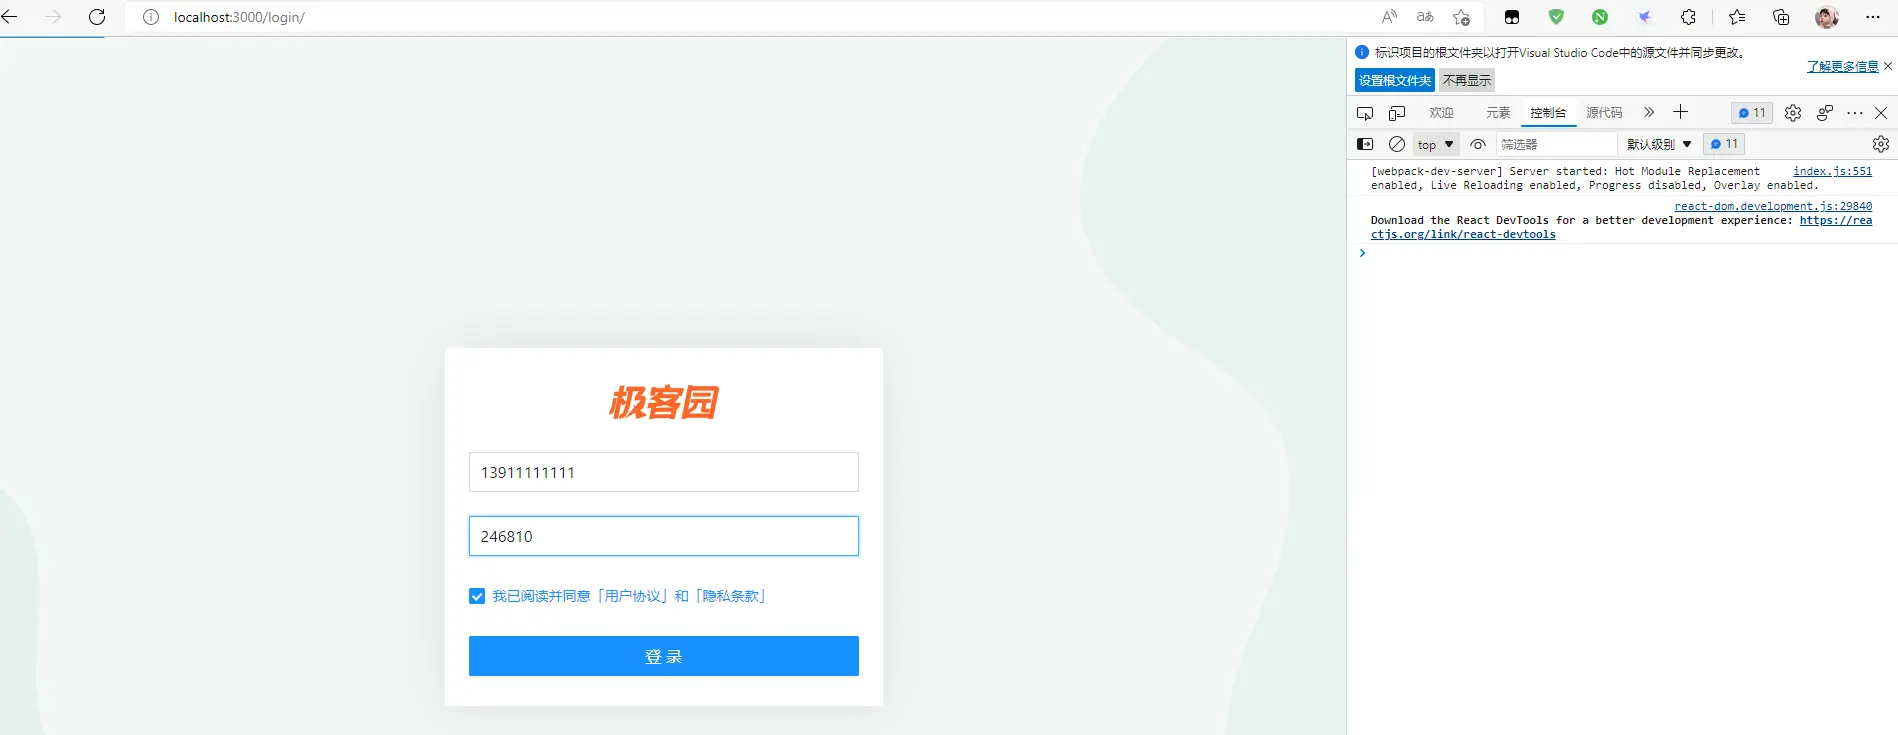 localhost:3000/login/
标识项目的根文件夹以打开Visual Studio Code中的源文件并同步更改。
了解更多信息
设置根文件夹 不再显示
欢迎 元素 控制台 源代码 11
top 筛选器 默认级别 11
[webpack-dev-server] Server started: Hot Module Replacement index.js:551
enabled, Live Reloading enabled, Progress disabled, Overlay enabled.
react-dom.development.js:29840
Download the React DevTools for a better development experience: https://rea
ctjs.org/link/react-devtools
极客园
13911111111
246810
我已阅读并同意「用户协议」和「隐私条款」
登 录